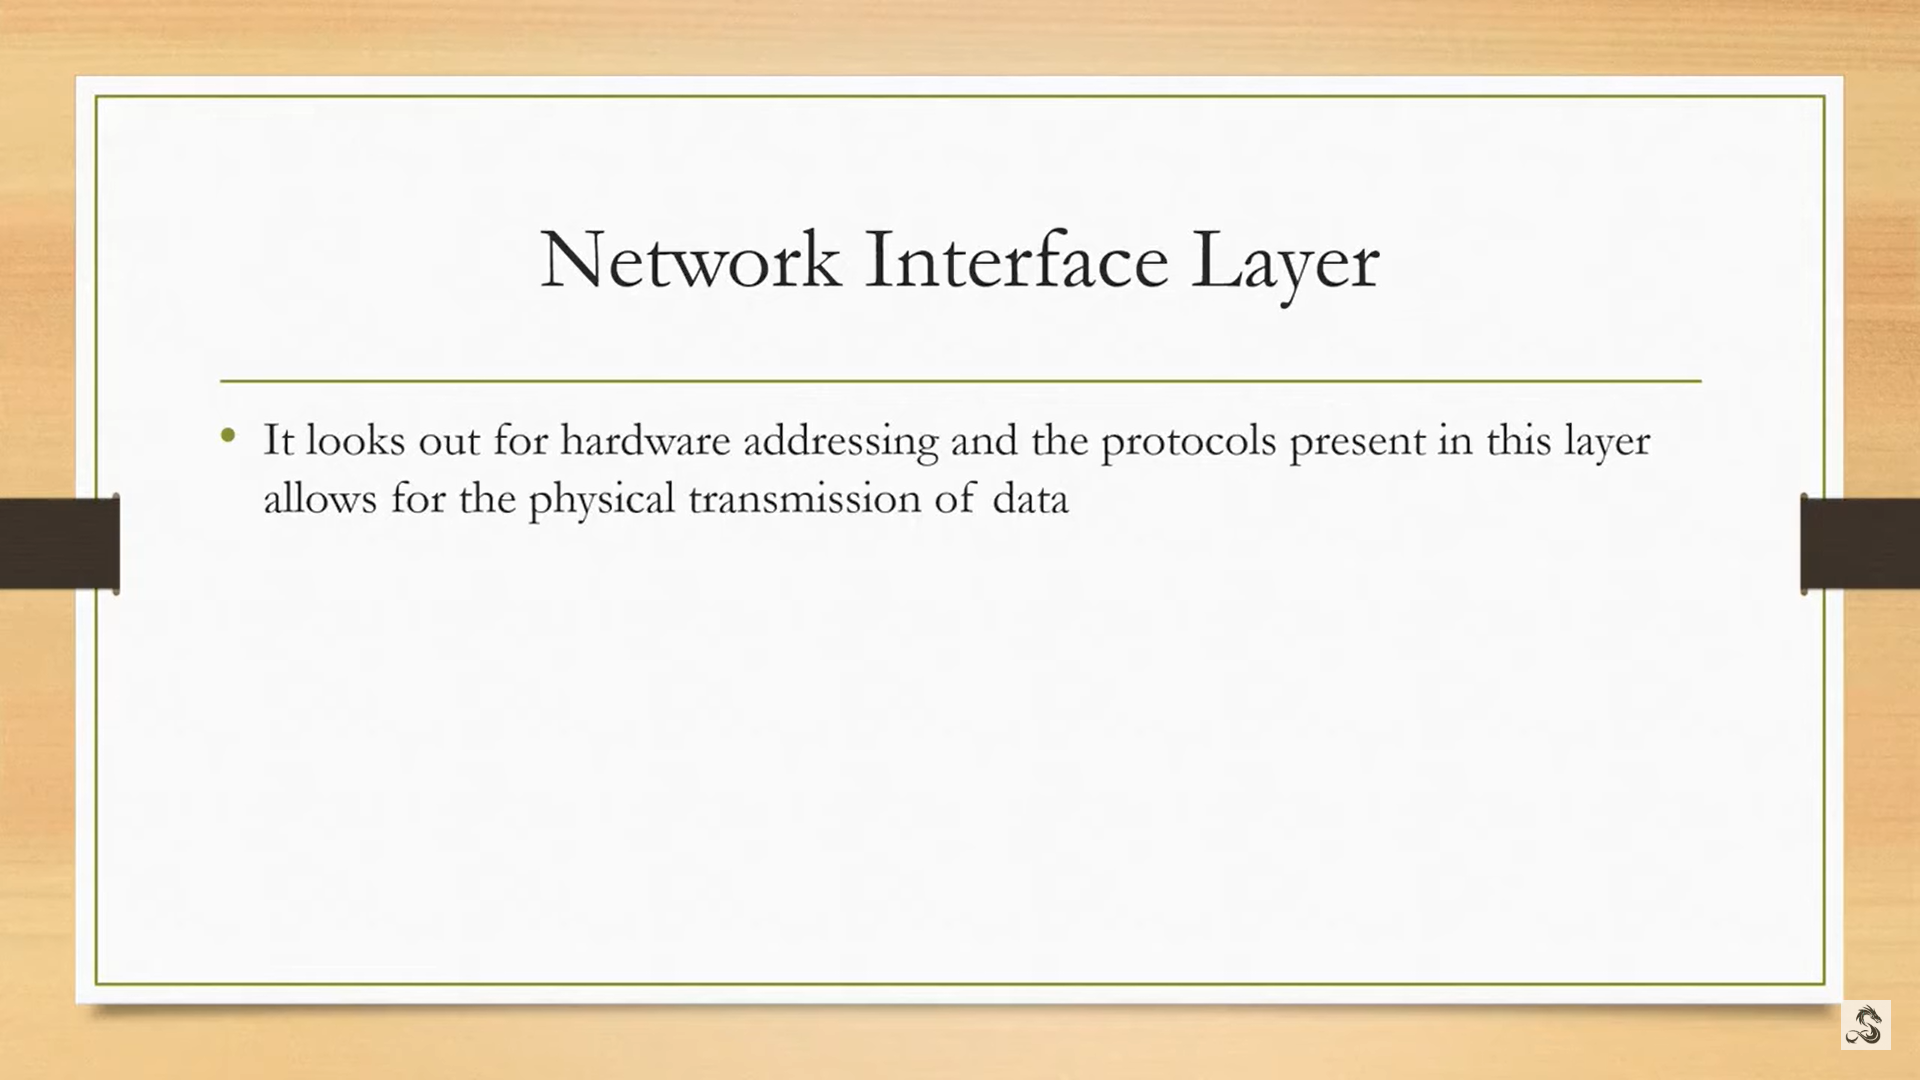 Network Interface Layer
• It looks out for hardware addressing and the protocols present in this layer
allows for the physical transmission of data